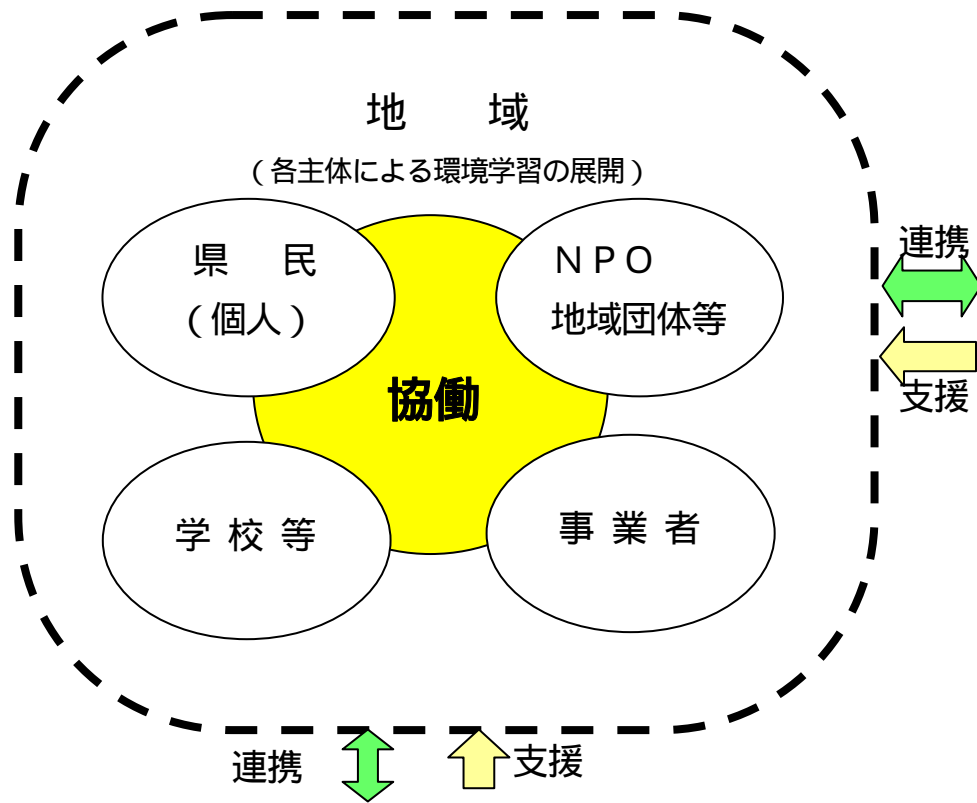 地　域
（各主体による環境学習の展開）
県　民
（個人）
ＮＰＯ
地域団体等
協働
学校等
事業者
連携
支援
連携
支援